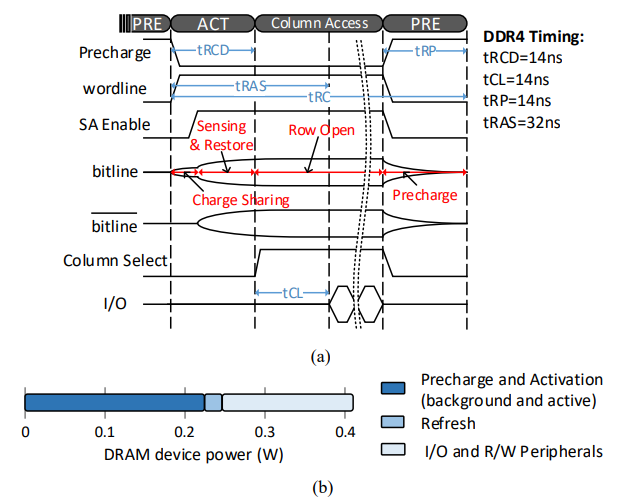 PRE ACT Column Access PRE
Precharge
tRCD
tRP
wordline
tRAS
tRC
SA Enable
Sensing
& Restore
Row Open
bitline
Charge Sharing
Precharge
bitline
Column Select
tCL
I/O
DDR4 Timing:
tRCD=14ns
tCL=14ns
tRP=14ns
tRAS=32ns
(a)
0 0.1 0.2 0.3 0.4
DRAM device power (W)
Precharge and Activation
(background and active)
Refresh
I/O and R/W Peripherals
(b)